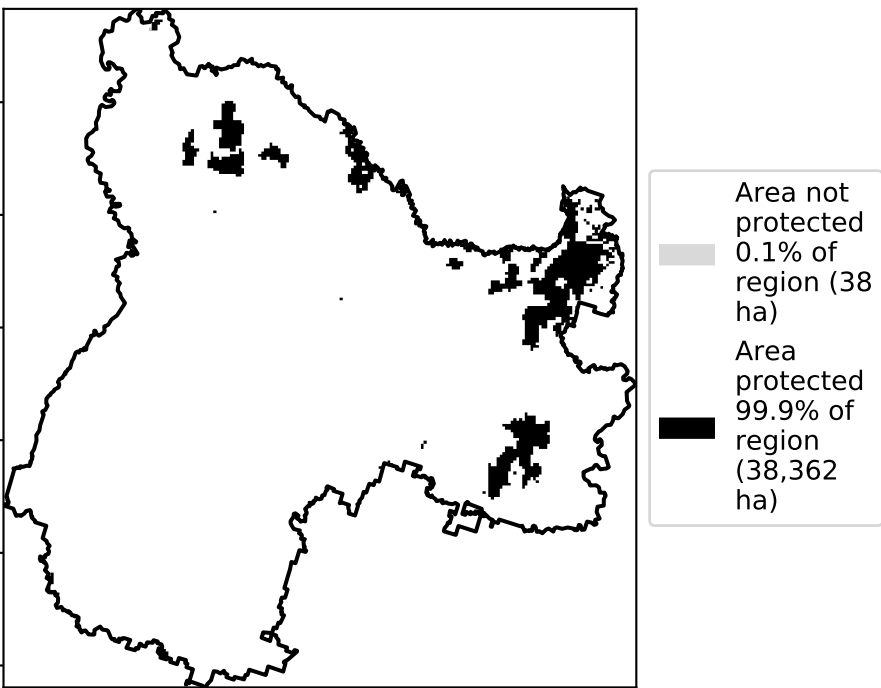 Area not
protected
0.1% of
region (38
ha)
Area
protected
99.9% of
region
(38,362
ha)